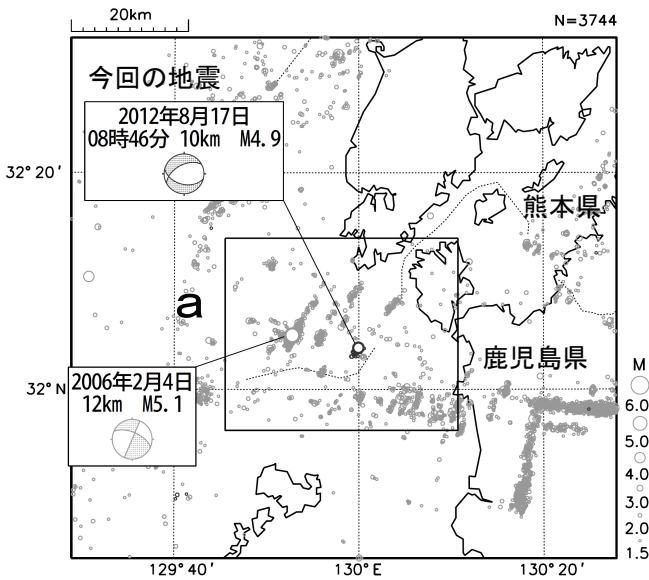 20km
N=3744
今回の地震
2012年8月17日
08時46分 10km M4.9
32°20′
熊本県
a
鹿児島県
2006年2月4日
12km M5.1
32°N
M
6.0
5.0
4.0
3.0
2.0
1.5
129°40′
130°E
130°20′